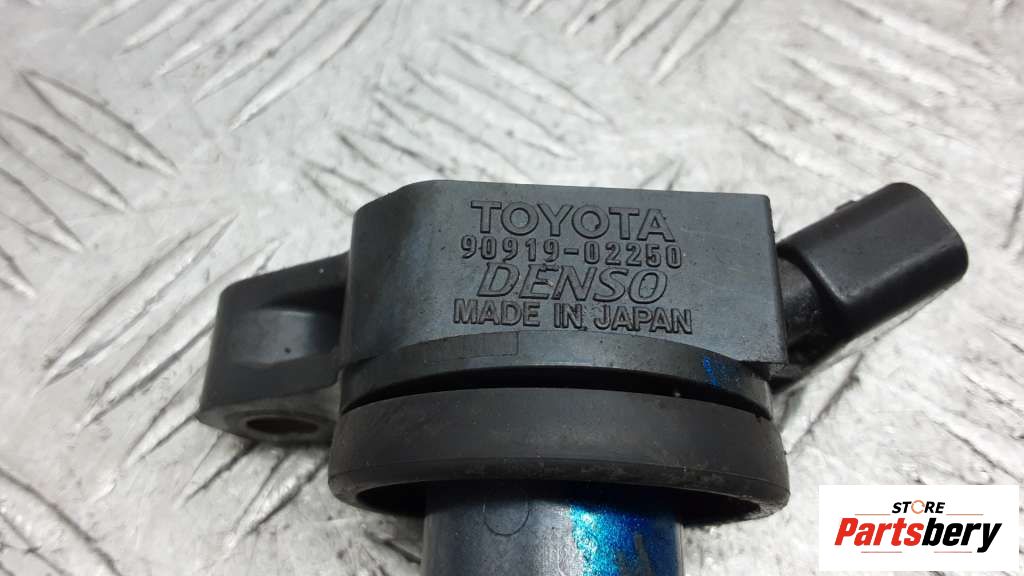 TOYOTA
90919-02250
DENSO
MADE IN JAPAN
STORE
Partsbery